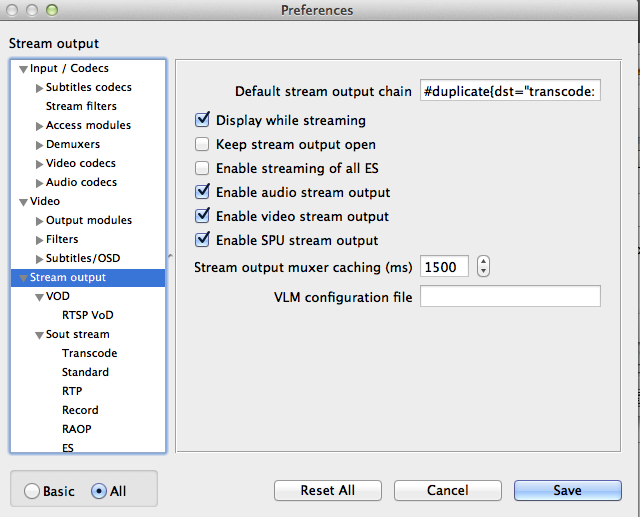 Preferences
Stream output
Input / Codecs
Subtitles codecs
Stream filters
Access modules
Demuxers
Video codecs
Audio codecs
Video
Output modules
Filters
Subtitles/OSD
Stream output
VOD
RTSP VoD
Sout stream
Transcode
Standard
RTP
Record
RAOP
ES
Default stream output chain #duplicate{dst="transcode:
Display while streaming
Keep stream output open
Enable streaming of all ES
Enable audio stream output
Enable video stream output
Enable SPU stream output
Stream output muxer caching (ms) 1500
VLM configuration file
Basic All Reset All Cancel Save